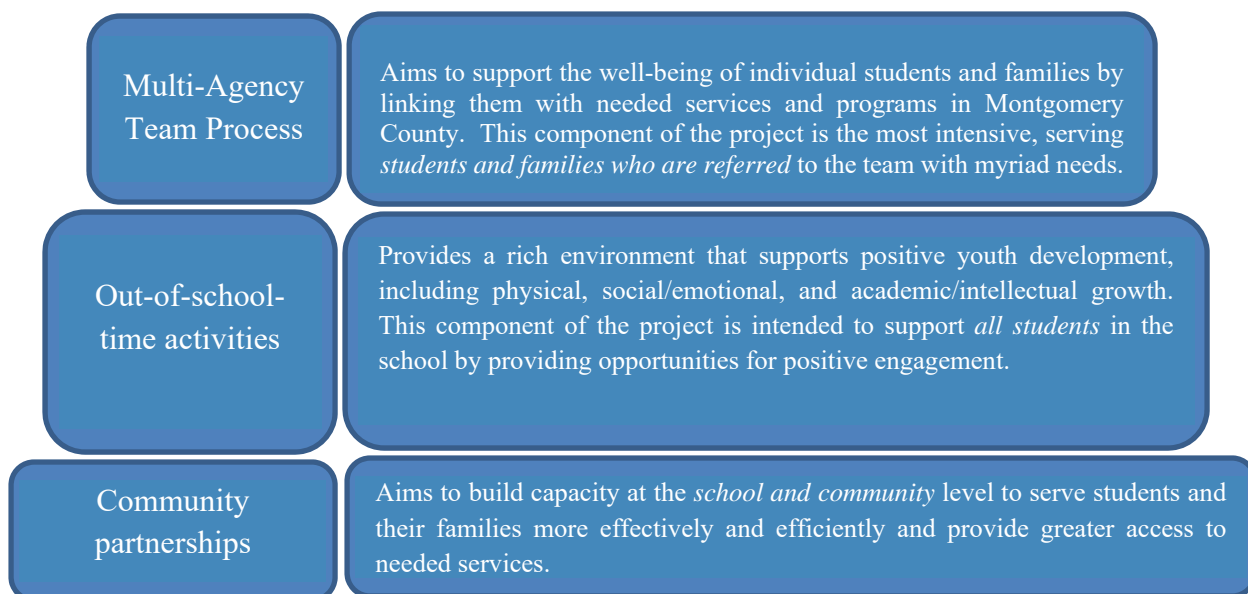 Multi-Agency
Team Process
Aims to support the well-being of individual students and families by
linking them with needed services and programs in Montgomery
County.  This component of the project is the most intensive, serving
students and families who are referred to the team with myriad needs.
Out-of-school-
time activities
Provides a rich environment that supports positive youth development,
including physical, social/emotional, and academic/intellectual growth.
This component of the project is intended to support all students in the
school by providing opportunities for positive engagement.
Community
partnerships
Aims to build capacity at the school and community level to serve students and
their families more effectively and efficiently and provide greater access to
needed services.